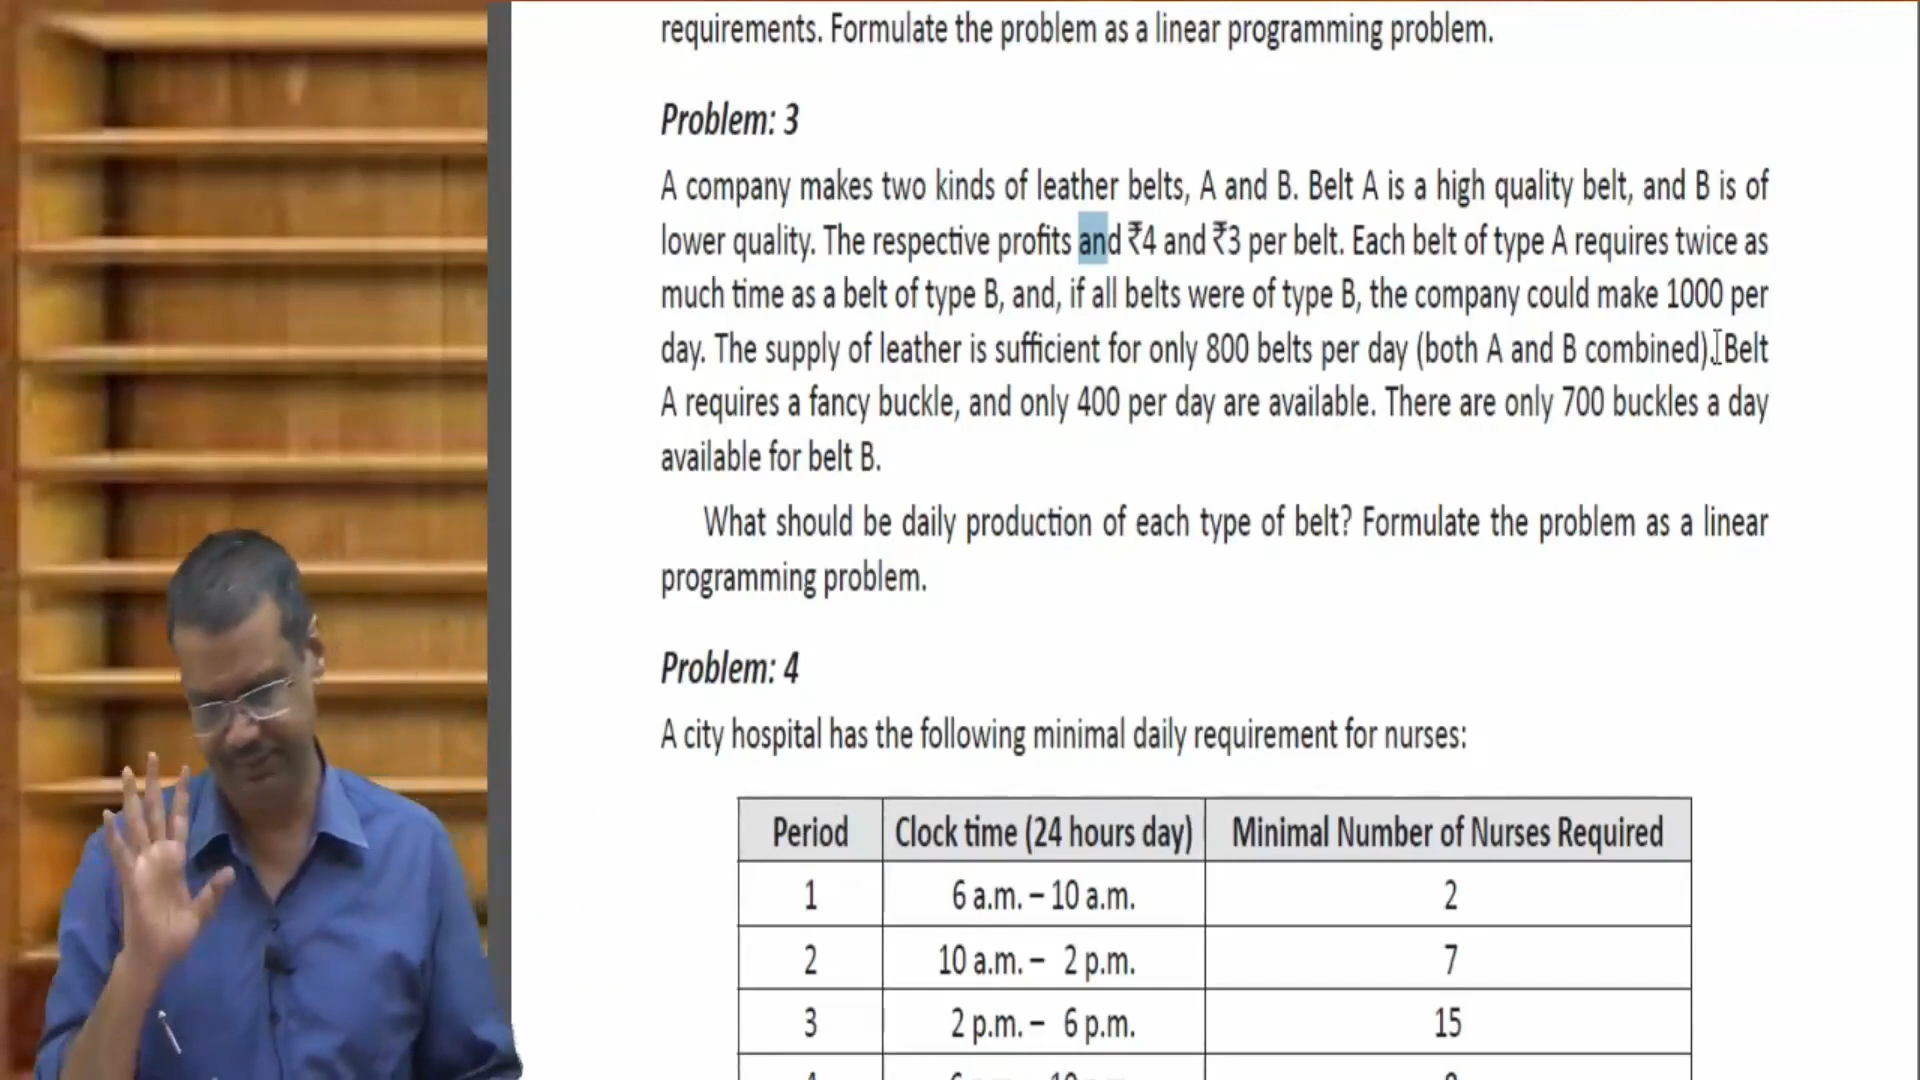 requirements. Formulate the problem as a linear programming problem.
Problem: 3
A company makes two kinds of leather belts, A and B. Belt A is a high quality belt, and B is of
lower quality. The respective profits and ₹4 and ₹3 per belt. Each belt of type A requires twice as
much time as a belt of type B, and, if all belts were of type B, the company could make 1000 per
day. The supply of leather is sufficient for only 800 belts per day (both A and B combined). Belt
A requires a fancy buckle, and only 400 per day are available. There are only 700 buckles a day
available for belt B.
What should be daily production of each type of belt? Formulate the problem as a linear
programming problem.
Problem: 4
A city hospital has the following minimal daily requirement for nurses:
Period Clock time (24 hours day) Minimal Number of Nurses Required
1 6 a.m. – 10 a.m. 2
2 10 a.m. – 2 p.m. 7
3 2 p.m. – 6 p.m. 15